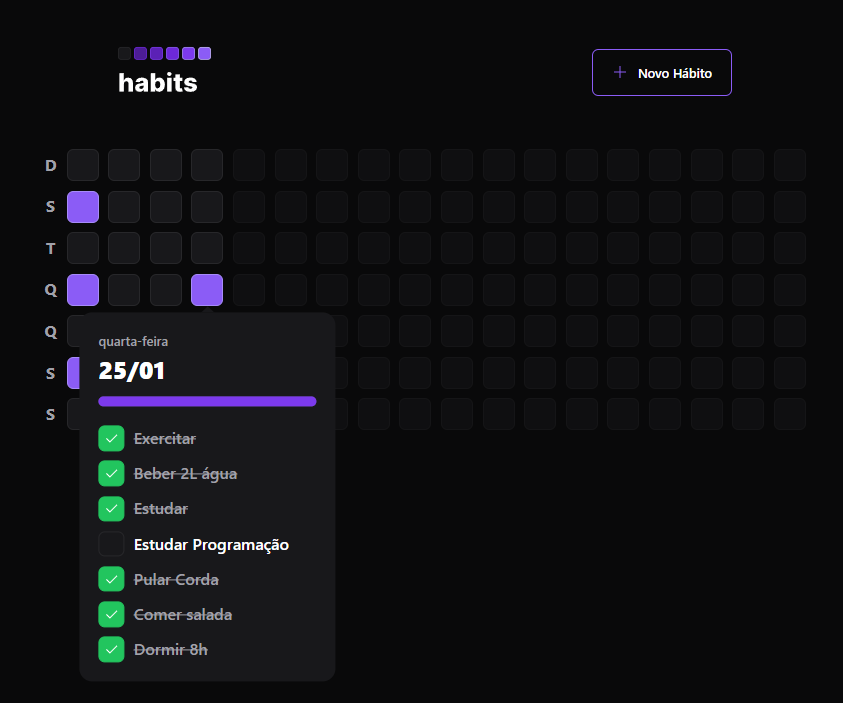 habits
Novo Hábito
D
S
T
Q
Q
S
S
quarta-feira
25/01
Exercitar
Beber 2L água
Estudar
Estudar Programação
Pular Corda
Comer salada
Dormir 8h